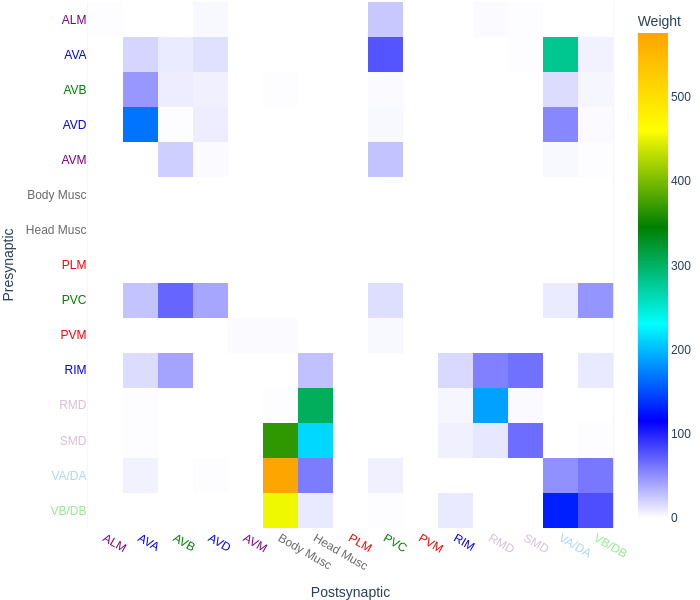 Weight
ALM
AVA
AVB
AVD
AVM
Body Musc
Head Musc
PLM
PVC
PVM
RIM
RMD
SMD
VA/DA
VB/DB
Presynaptic
500
400
300
200
100
0
ALM
AVA
AVB
AVD
AVM
Body Musc
Head Musc
PLM
PVC
PVM
RIM
RMD
SMD
VA/DA
VB/DB
Postsynaptic